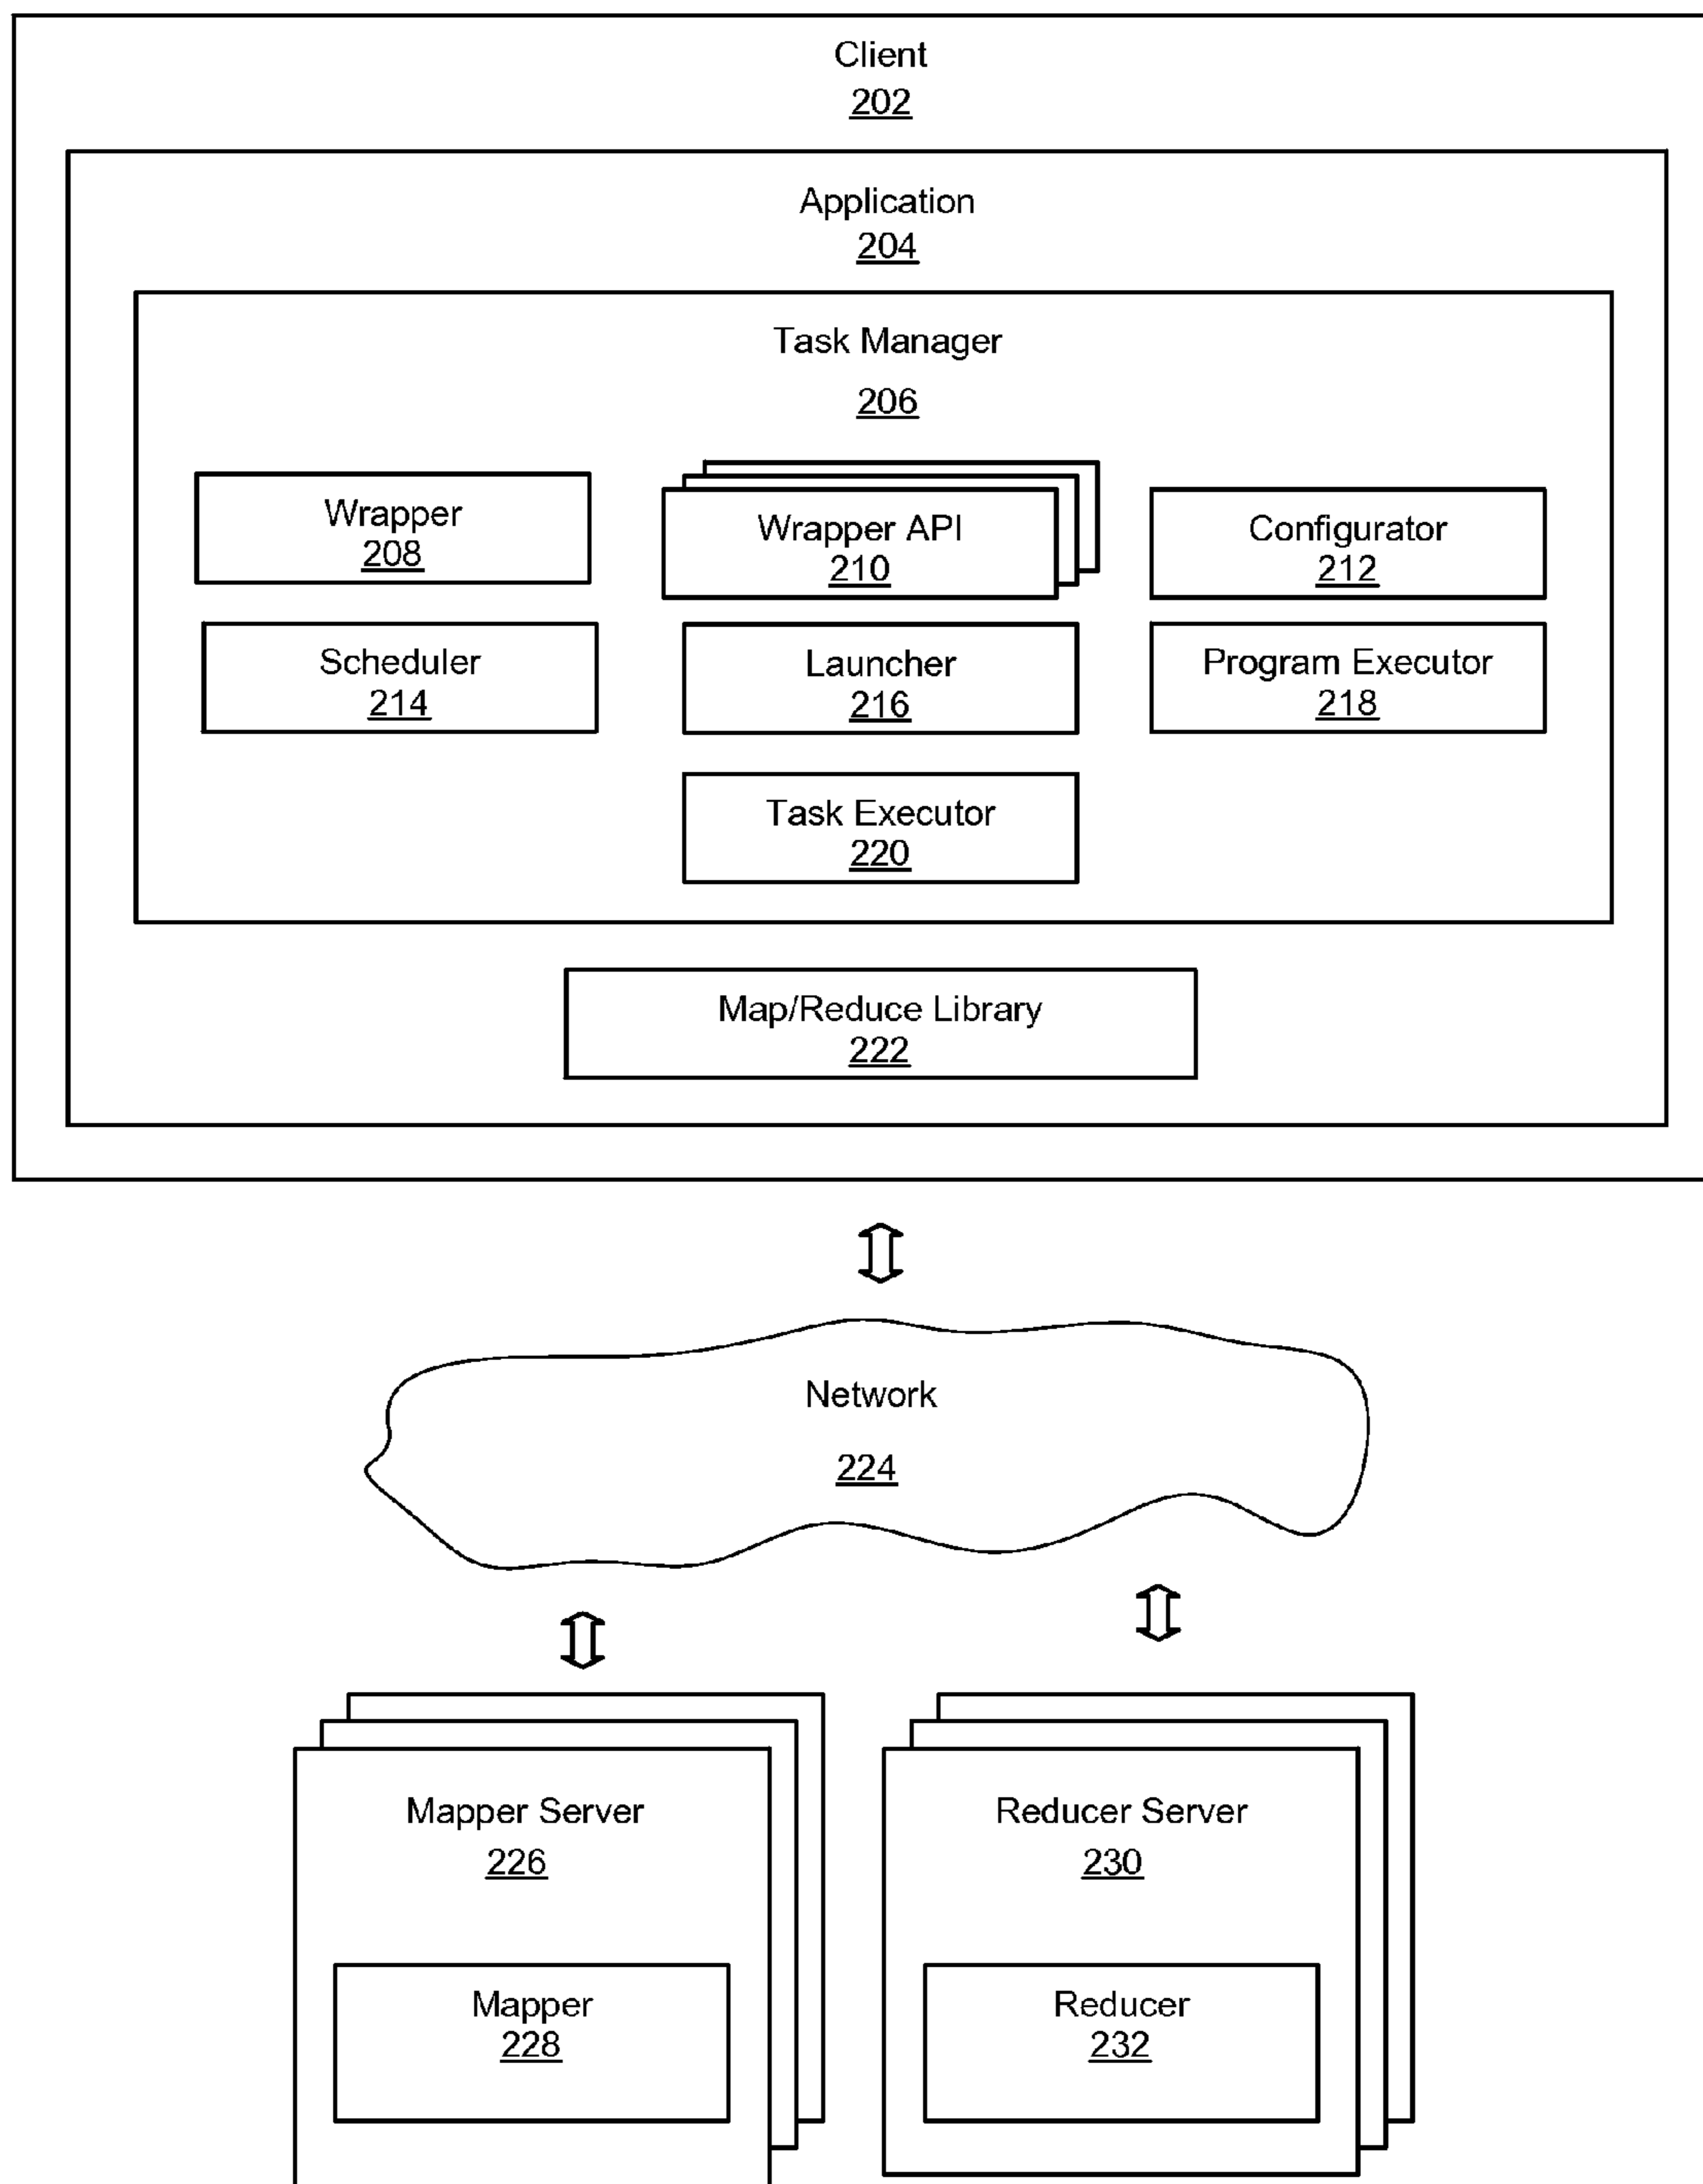 Client
202
Application
204
Task Manager
206
Wrapper
208
Wrapper API
210
Configurator
212
Scheduler
214
Launcher
216
Program Executor
218
Task Executor
220
Map/Reduce Library
222
Network
224
Mapper Server
226
Mapper
228
Reducer Server
230
Reducer
232